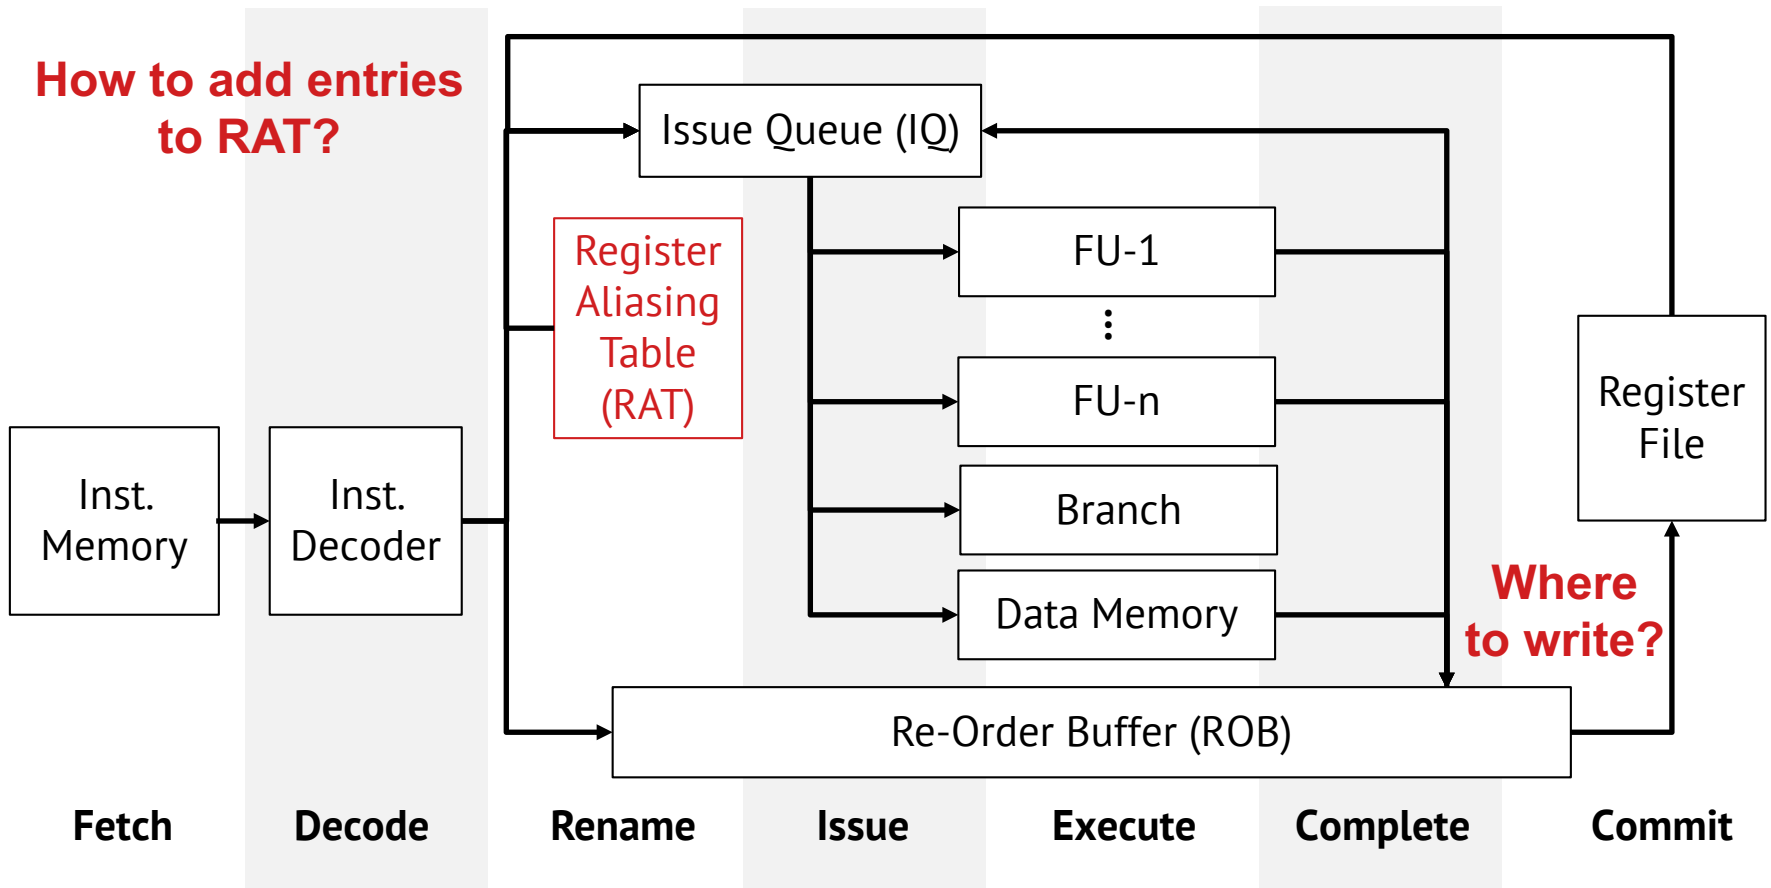 How to add entries
to RAT?
Issue Queue (IQ)
Register
Aliasing
Table
(RAT)
FU-1
⋮
FU-n
Branch
Data Memory
Inst.
Memory
Inst.
Decoder
Register
File
Where
to write?
Re-Order Buffer (ROB)
Fetch
Decode
Rename
Issue
Execute
Complete
Commit